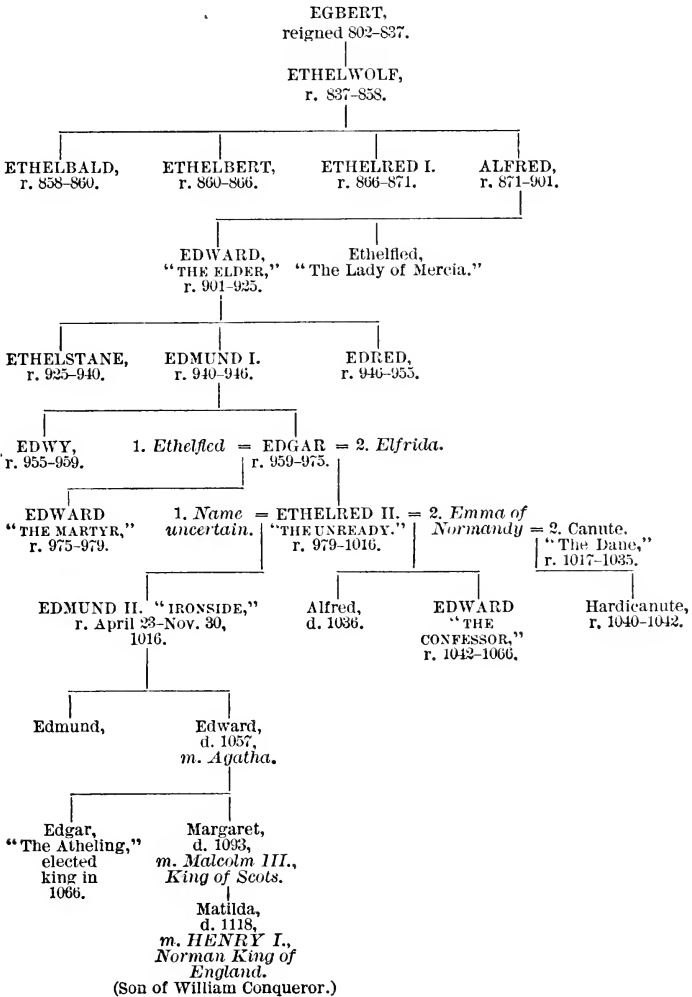 EGBERT,
reigned 802–837.
ETHELWOLF,
r. 837–858.
ETHELBALD,
r. 858–860.
ETHELBERT,
r. 860–866.
ETHELRED I.
r. 866–871.
ALFRED,
r. 871–901.
EDWARD,
"THE ELDER,"
r. 901–925.
Ethelfled,
"The Lady of Mercia."
ETHELSTANE,
r. 925–940.
EDMUND I.
r. 940–946.
EDRED,
r. 946–955.
EDWY,
r. 955–959.
1. Ethelfled = EDGAR = 2. Elfrida.
r. 959–975.
EDWARD
"THE MARTYR,"
r. 975–979.
1. Name = ETHELRED II. = 2. Emma of
uncertain. "THE UNREADY." Normandy = 2. Canute.
r. 979–1016.
"The Dane,"
r. 1017–1035.
EDMUND II. "IRONSIDE,"
r. April 23–Nov. 30,
1016.
Alfred,
d. 1036.
EDWARD
"THE
CONFESSOR,"
r. 1042–1066.
Hardicanute,
r. 1040–1042.
Edmund,
Edward,
d. 1057,
m. Agatha.
Edgar,
"The Atheling,"
elected
king in
1066.
Margaret,
d. 1093,
m. Malcolm III.,
King of Scots.
Matilda,
d. 1118,
m. HENRY I.,
Norman King of
England.
(Son of William Conqueror.)